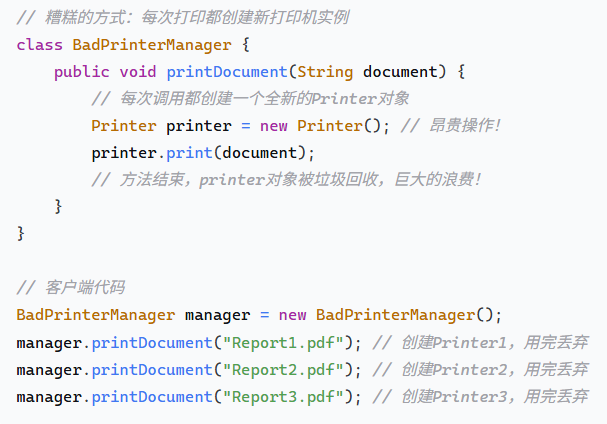 // 糟糕的方式：每次打印都创建新打印机实例
class BadPrinterManager {
    public void printDocument(String document) {
        // 每次调用都创建一个全新的Printer对象
        Printer printer = new Printer(); // 昂贵操作！
        printer.print(document);
        // 方法结束，printer对象被垃圾回收，巨大的浪费！
    }
}

// 客户端代码
BadPrinterManager manager = new BadPrinterManager();
manager.printDocument("Report1.pdf"); // 创建Printer1，用完丢弃
manager.printDocument("Report2.pdf"); // 创建Printer2，用完丢弃
manager.printDocument("Report3.pdf"); // 创建Printer3，用完丢弃